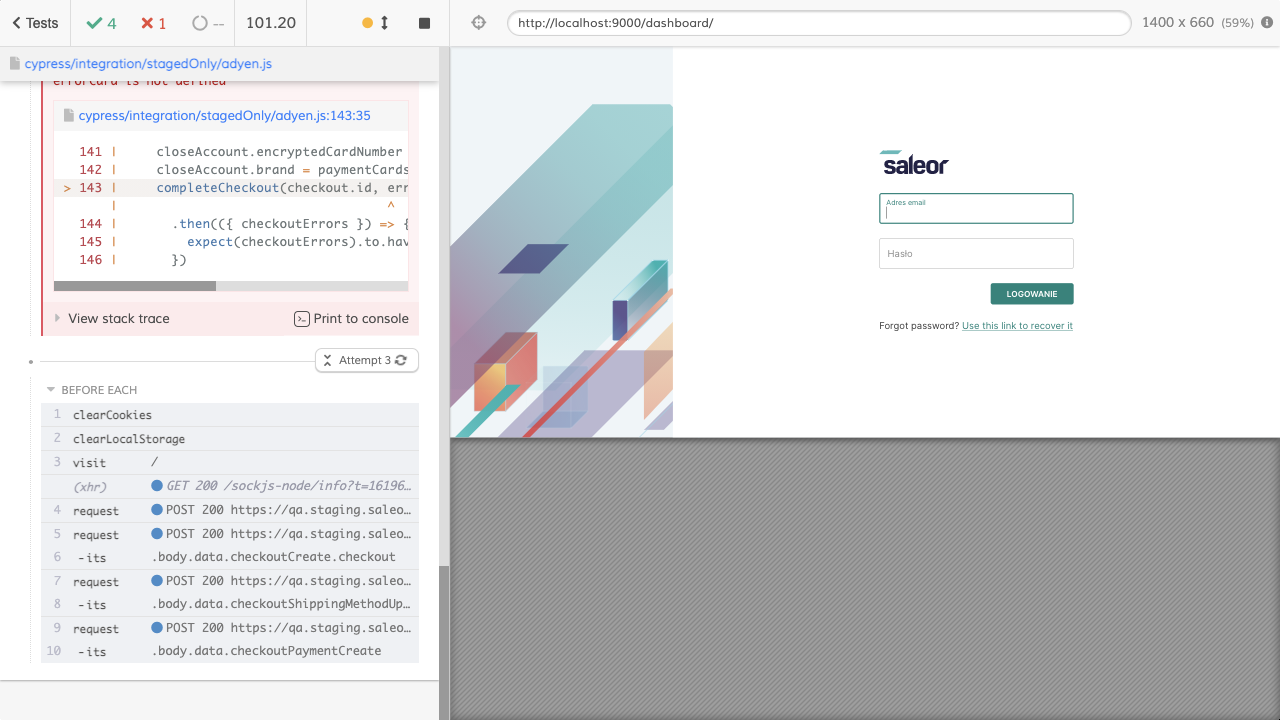 Tests
4
1
--
101.20
http://localhost:9000/dashboard/
1400 x 660 (59%)
cypress/integration/stagedOnly/adyen.js
errorCard is not defined
cypress/integration/stagedOnly/adyen.js:143:35
141 | closeAccount.encryptedCardNumber
142 | closeAccount.brand = paymentCards
> 143 | completeCheckout(checkout.id, err
| ^
144 | .then(({ checkoutErrors }) => {
145 | expect(checkoutErrors).to.hav
146 | })
View stack trace
Print to console
Attempt 3
BEFORE EACH
1 clearCookies
2 clearLocalStorage
3 visit /
(xhr) GET 200 /sockjs-node/info?t=16196…
4 request POST 200 https://qa.staging.saleo…
5 request POST 200 https://qa.staging.saleo…
6 -its .body.data.checkoutCreate.checkout
7 request POST 200 https://qa.staging.saleo…
8 -its .body.data.checkoutShippingMethodUp…
9 request POST 200 https://qa.staging.saleo…
10 -its .body.data.checkoutPaymentCreate
saleor
Adres email
Hasło
LOGOWANIE
Forgot password? Use this link to recover it